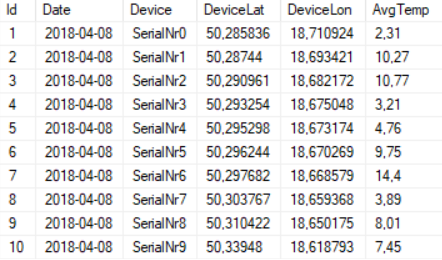 Id Date Device DeviceLat DeviceLon AvgTemp
1 2018-04-08 SerialNr0 50,285836 18,710924 2,31
2 2018-04-08 SerialNr1 50,28744 18,693421 10,27
3 2018-04-08 SerialNr2 50,290961 18,682172 10,77
4 2018-04-08 SerialNr3 50,293254 18,675048 3,21
5 2018-04-08 SerialNr4 50,295298 18,673174 4,76
6 2018-04-08 SerialNr5 50,296244 18,670269 9,75
7 2018-04-08 SerialNr6 50,297682 18,668579 14,4
8 2018-04-08 SerialNr7 50,303767 18,659368 3,89
9 2018-04-08 SerialNr8 50,310422 18,650175 8,01
10 2018-04-08 SerialNr9 50,33948 18,618793 7,45